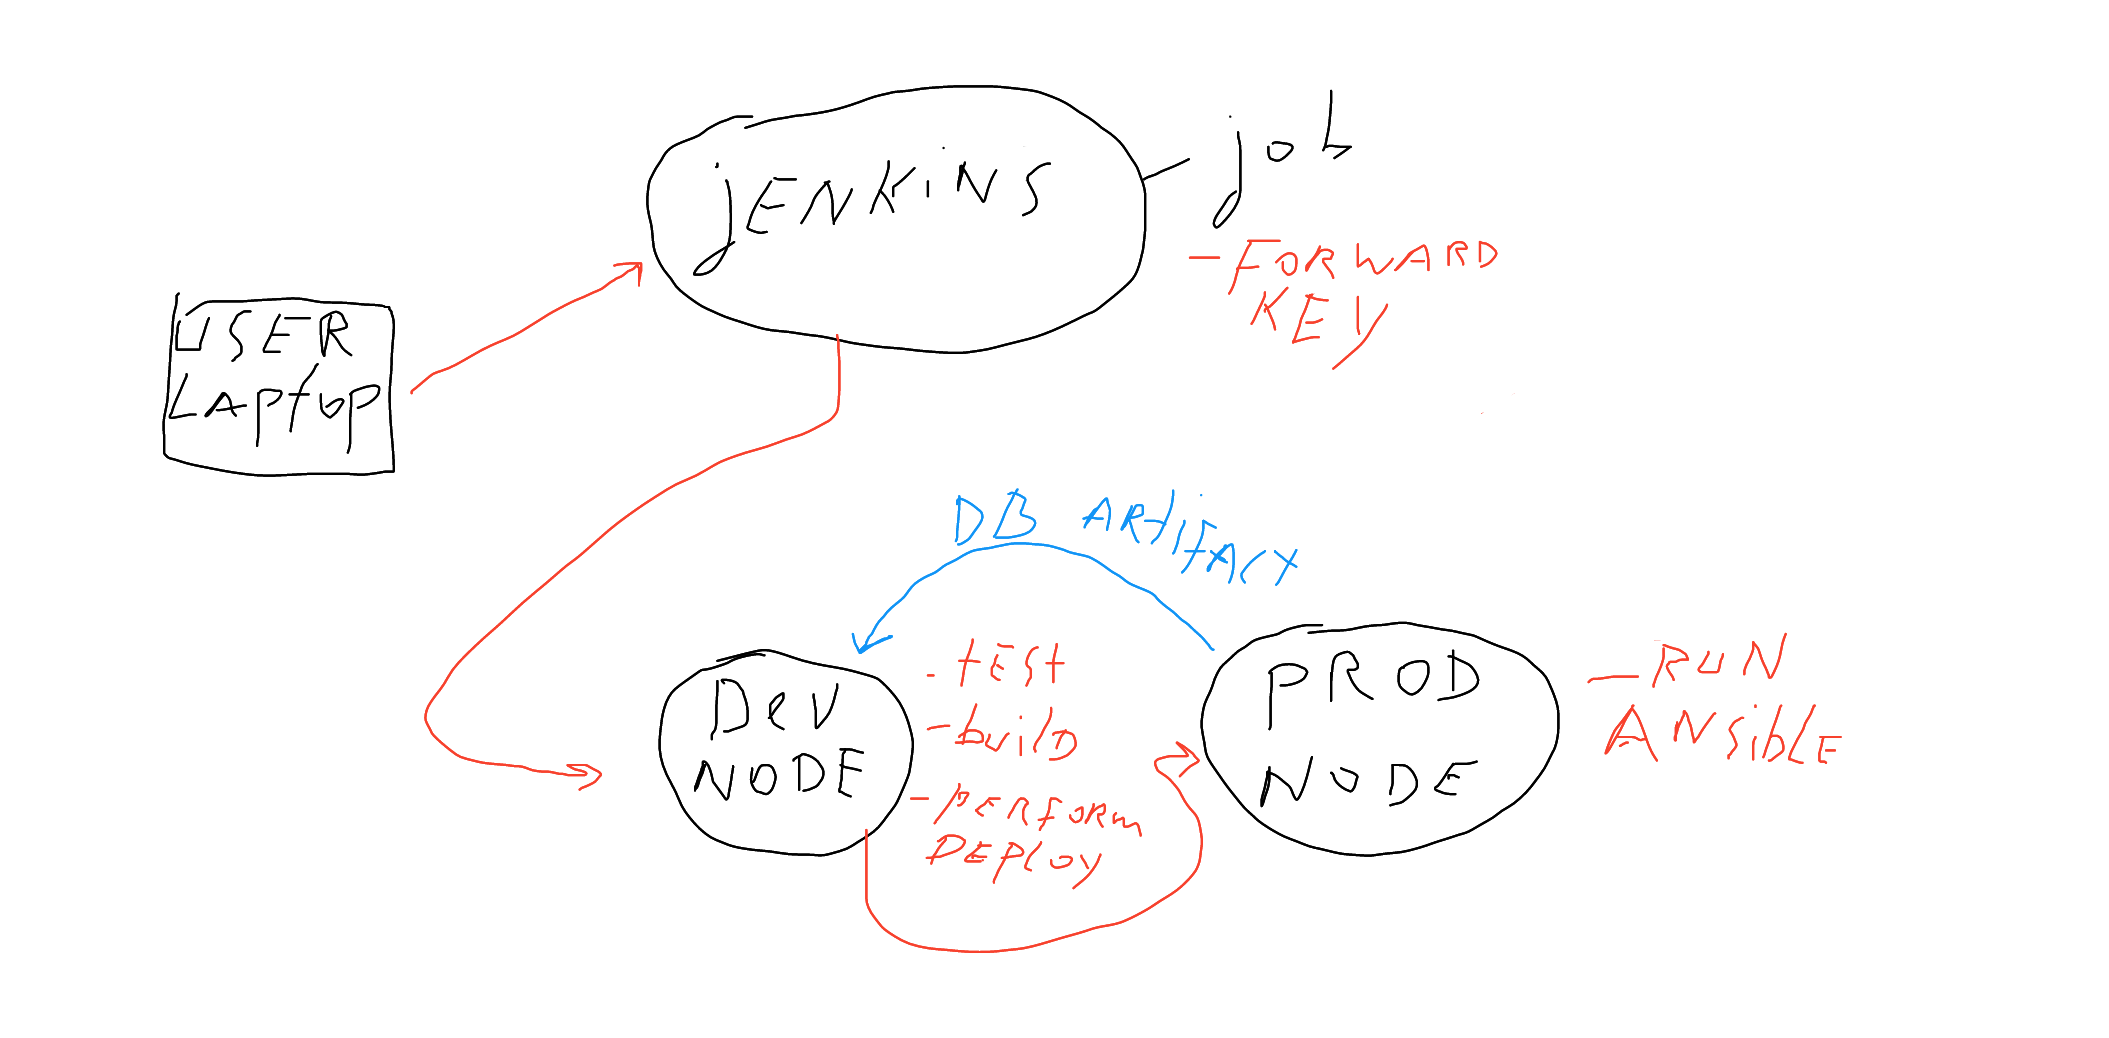 jENKiNS
job
- FORWARD
KEY
USER
LAptop
DB ARtifAct
Dev
NODE
. tESt
- builD
- pERfORm
DEPloy
PROD
NODE
- RUN
ANSiblE